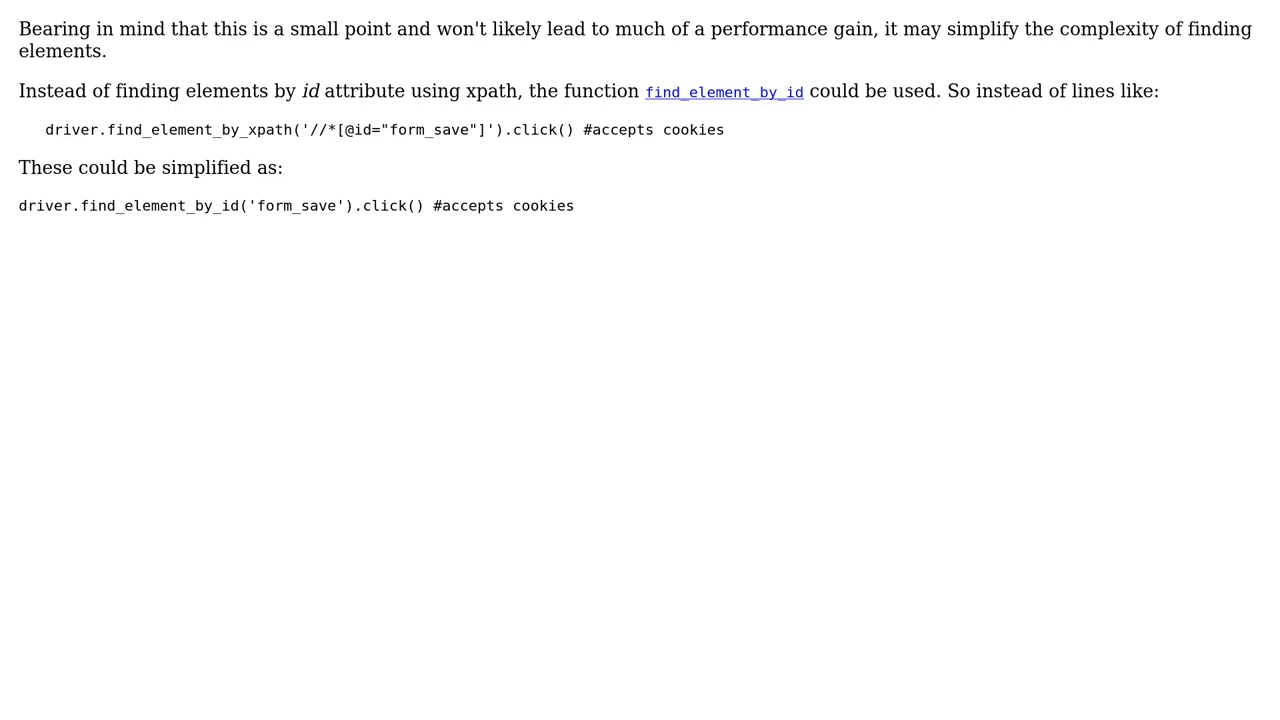 Bearing in mind that this is a small point and won't likely lead to much of a performance gain, it may simplify the complexity of finding
elements.
Instead of finding elements by id attribute using xpath, the function find_element_by_id could be used. So instead of lines like:
driver.find_element_by_xpath('//*[@id="form_save"]').click() #accepts cookies
These could be simplified as:
driver.find_element_by_id('form_save').click() #accepts cookies